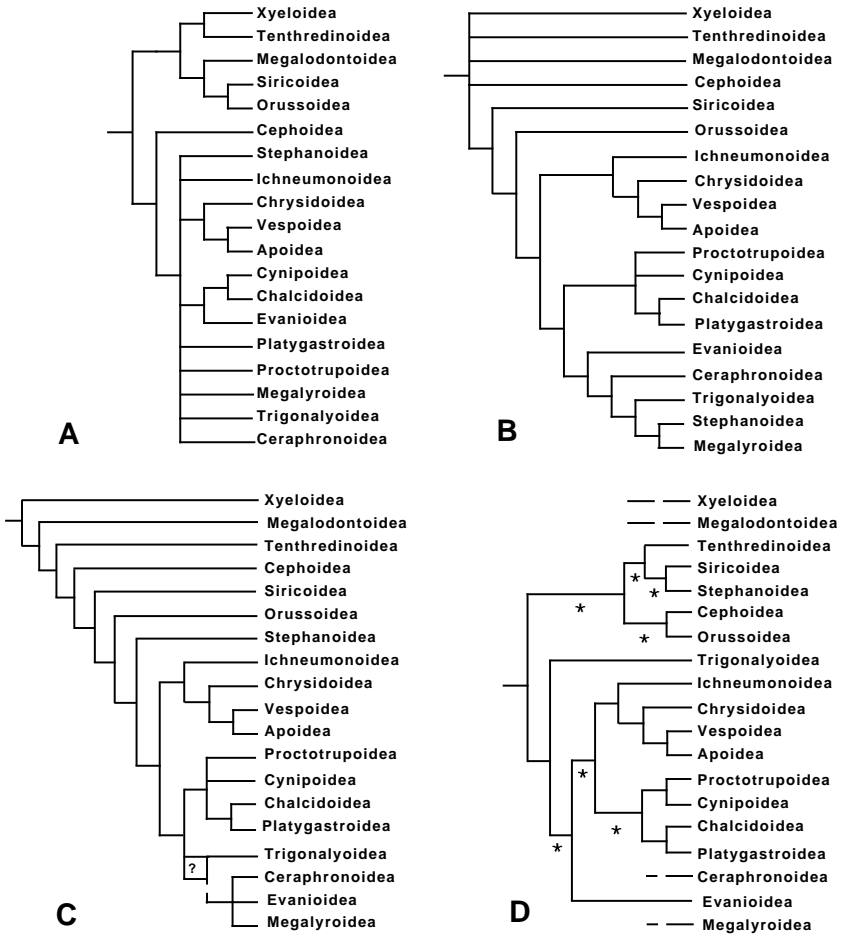 Xyeloidea
Tenthredinoidea
Megalodontoidea
Siricoidea
Orussoidea
Cephoidea
Stephanoidea
Ichneumonoidea
Chrysidoidea
Vespoidea
Apoidea
Cynipoidea
Chalcidoidea
Evanioidea
Platygastroidea
Proctotrupoidea
Megalyroidea
Trigonalyoidea
Ceraphronoidea
A
Xyeloidea
Tenthredinoidea
Megalodontoidea
Cephoidea
Siricoidea
Orussoidea
Ichneumonoidea
Chrysidoidea
Vespoidea
Apoidea
Proctotrupoidea
Cynipoidea
Chalcidoidea
Platygastroidea
Evanioidea
Ceraphronoidea
Trigonalyoidea
Stephanoidea
Megalyroidea
B
Xyeloidea
Megalodontoidea
Tenthredinoidea
Cephoidea
Siricoidea
Orussoidea
Stephanoidea
Ichneumonoidea
Chrysidoidea
Vespoidea
Apoidea
Proctotrupoidea
Cynipoidea
Chalcidoidea
Platygastroidea
Trigonalyoidea
?
Ceraphronoidea
Evanioidea
Megalyroidea
C
Xyeloidea
Megalodontoidea
Tenthredinoidea
Siricoidea
*
Stephanoidea
*
*
Cephoidea
Orussoidea
*
Trigonalyoidea
Ichneumonoidea
Chrysidoidea
Vespoidea
Apoidea
*
Proctotrupoidea
Cynipoidea
Chalcidoidea
*
Platygastroidea
*
Ceraphronoidea
Evanioidea
Megalyroidea
D